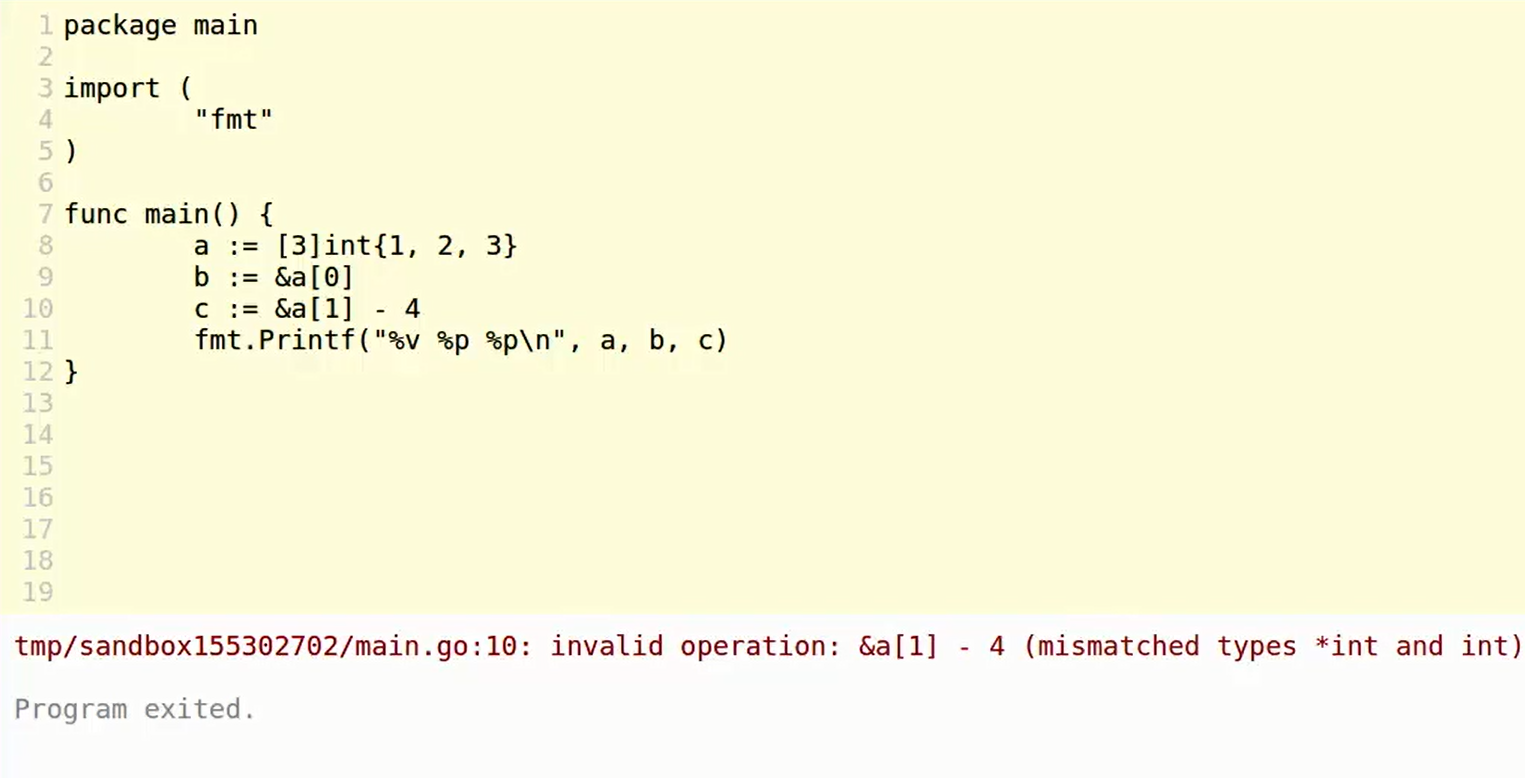 1 package main
2
3 import (
4 "fmt"
5 )
6
7 func main() {
8 a := [3]int{1, 2, 3}
9 b := &a[0]
10 c := &a[1] - 4
11 fmt.Printf("%v %p %p\n", a, b, c)
12 }
13
14
15
16
17
18
19
tmp/sandbox155302702/main.go:10: invalid operation: &a[1] - 4 (mismatched types *int and int)
Program exited.